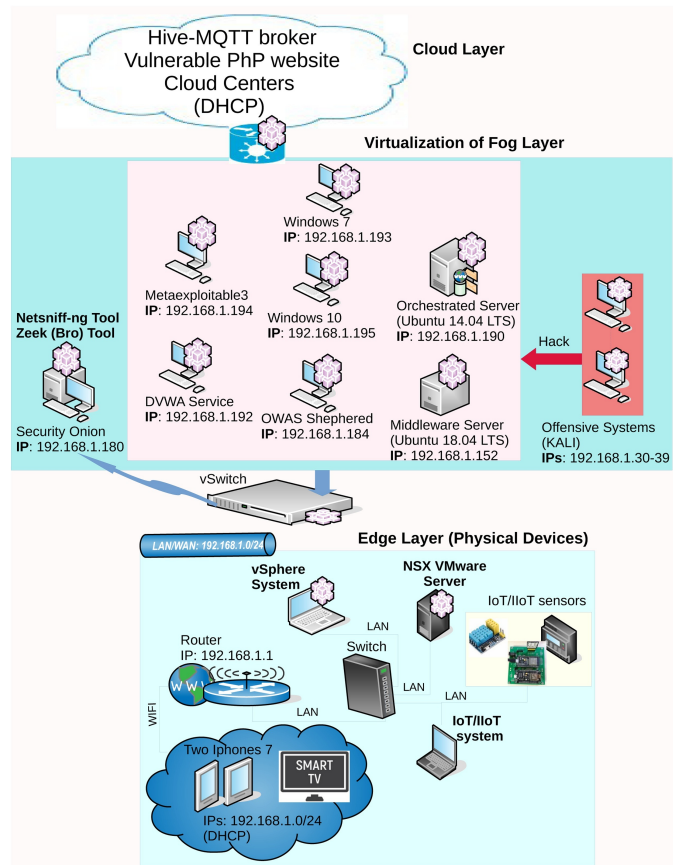 Hive-MQTT broker
Vulnerable PhP website
Cloud Centers
(DHCP)
Cloud Layer
Virtualization of Fog Layer
Windows 7
IP: 192.168.1.193
Metaexploitable3
IP: 192.168.1.194
Windows 10
IP: 192.168.1.195
Orchestrated Server
(Ubuntu 14.04 LTS)
IP: 192.168.1.190
Netsniff-ng Tool
Zeek (Bro) Tool
Security Onion
IP: 192.168.1.180
DVWA Service
IP: 192.168.1.192
OWAS Shephered
IP: 192.168.1.184
Middleware Server
(Ubuntu 18.04 LTS)
IP: 192.168.1.152
Hack
Offensive Systems
(KALI)
IPs: 192.168.1.30-39
vSwitch
LAN/WAN: 192.168.1.0/24
Edge Layer (Physical Devices)
vSphere
System
NSX VMware
Server
IoT/IIoT sensors
LAN
Router
IP: 192.168.1.1
Switch
LAN
LAN
WW
WIFI
LAN
IoT/IIoT
system
Two Iphones 7
SMART
TV
IPs: 192.168.1.0/24
(DHCP)